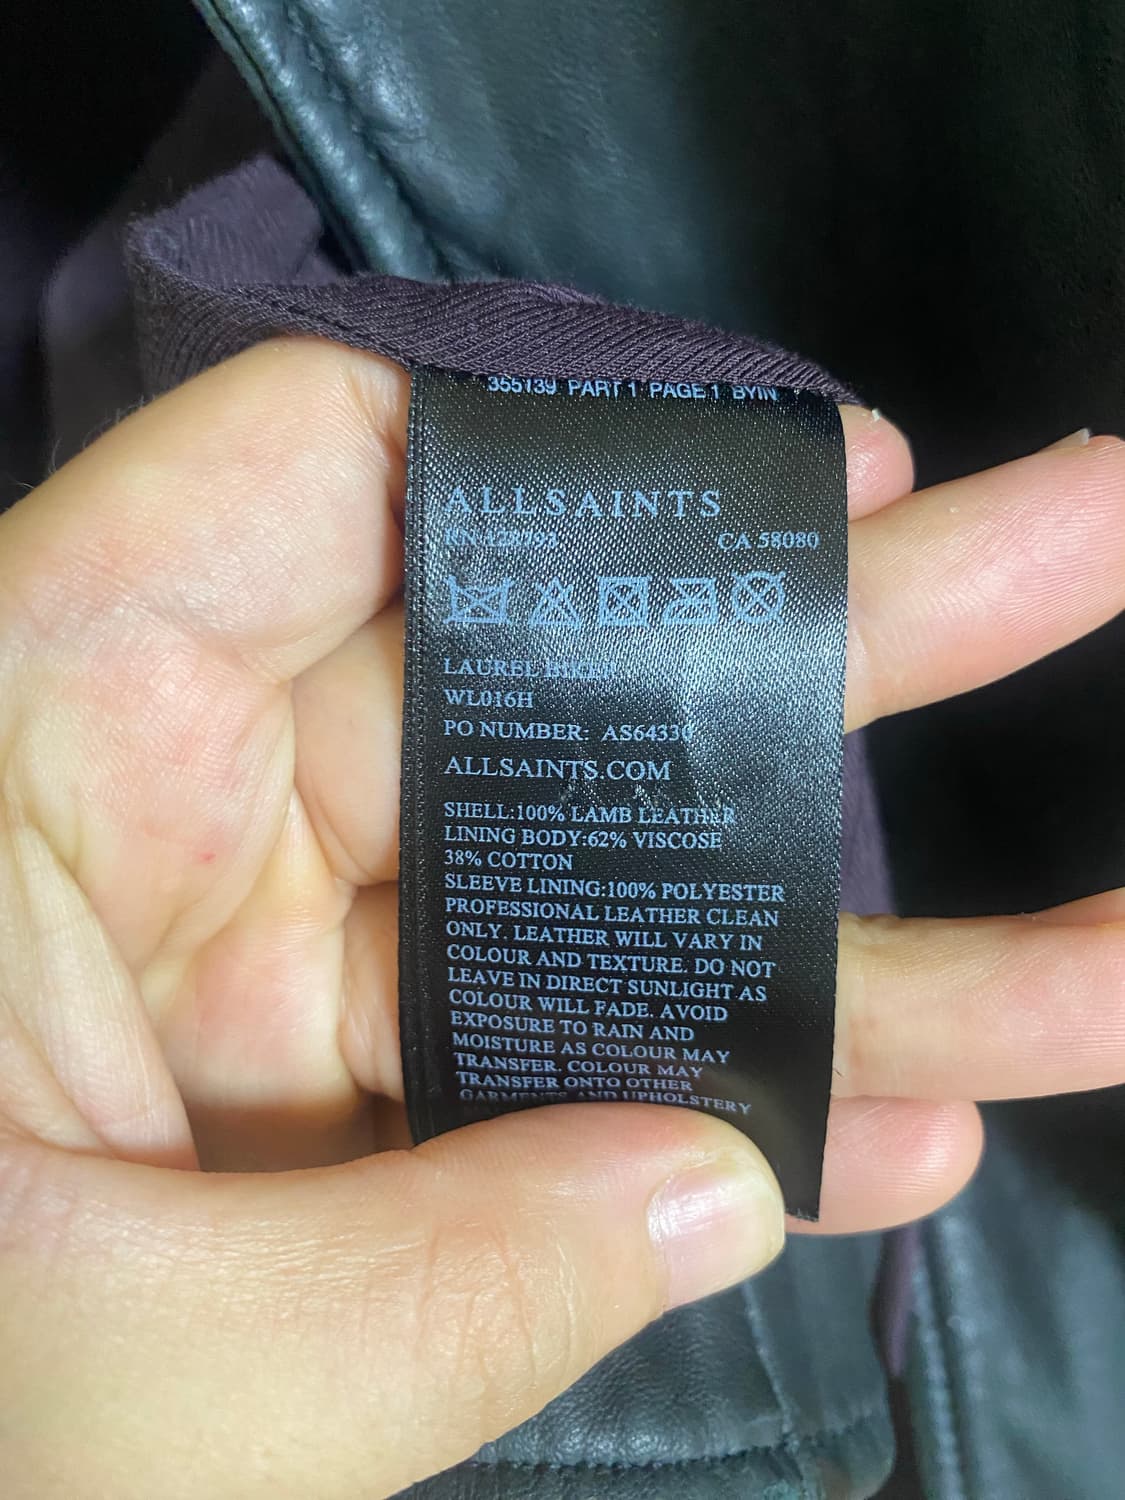 355139 PART 1 PAGE 1 BYIN
ALLSAINTS
CA 58080
LAUREL BIKER
WL016H
PO NUMBER: AS64330
ALLSAINTS.COM
SHELL:100% LAMB LEATHER
LINING BODY:62% VISCOSE
38% COTTON
SLEEVE LINING:100% POLYESTER
PROFESSIONAL LEATHER CLEAN
ONLY. LEATHER WILL VARY IN
COLOUR AND TEXTURE. DO NOT
LEAVE IN DIRECT SUNLIGHT AS
COLOUR WILL FADE. AVOID
EXPOSURE TO RAIN AND
MOISTURE AS COLOUR MAY
TRANSFER. COLOUR MAY
TRANSFER ONTO OTHER
GARMENTS AND UPHOLSTERY